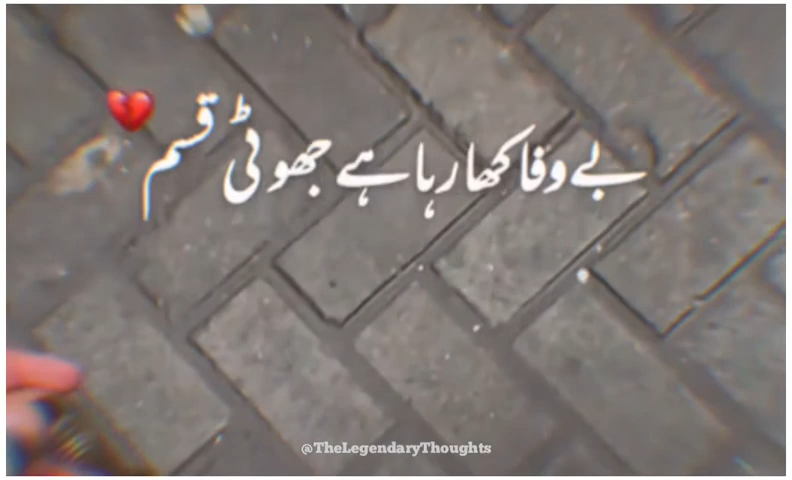 بے وفا کھا رہا ہے جھوٹی قسم 💔
@TheLegendaryThoughts